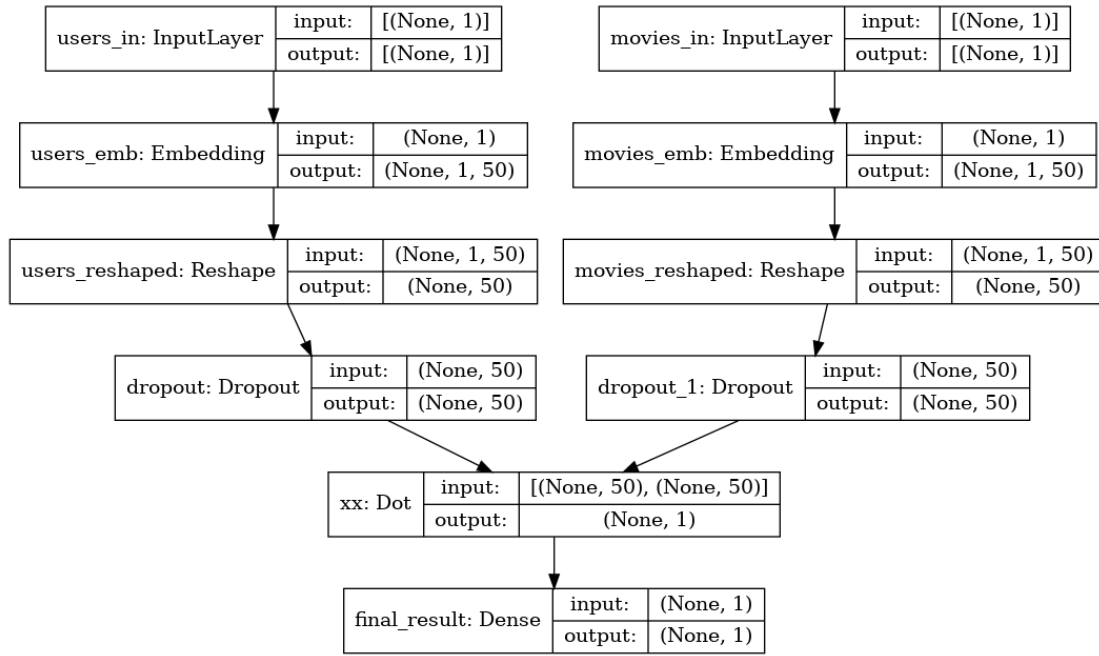 users_in: InputLayer input: [(None, 1)]
output: [(None, 1)]
movies_in: InputLayer input: [(None, 1)]
output: [(None, 1)]
users_emb: Embedding input: (None, 1)
output: (None, 1, 50)
movies_emb: Embedding input: (None, 1)
output: (None, 1, 50)
users_reshaped: Reshape input: (None, 1, 50)
output: (None, 50)
movies_reshaped: Reshape input: (None, 1, 50)
output: (None, 50)
dropout: Dropout input: (None, 50)
output: (None, 50)
dropout_1: Dropout input: (None, 50)
output: (None, 50)
xx: Dot input: [(None, 50), (None, 50)]
output: (None, 1)
final_result: Dense input: (None, 1)
output: (None, 1)